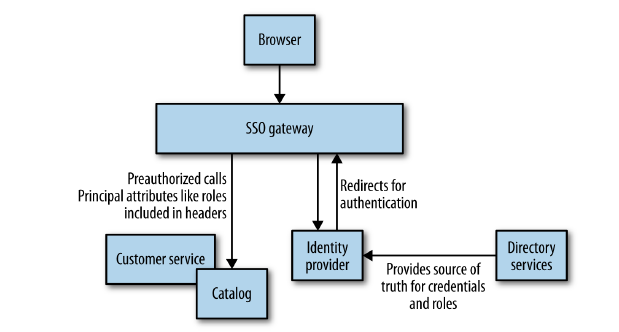 Browser
SSO gateway
Preauthorized calls
Principal attributes like roles
included in headers
Redirects for
authentication
Customer service
Catalog
Identity
provider
Provides source of
truth for credentials
and roles
Directory
services